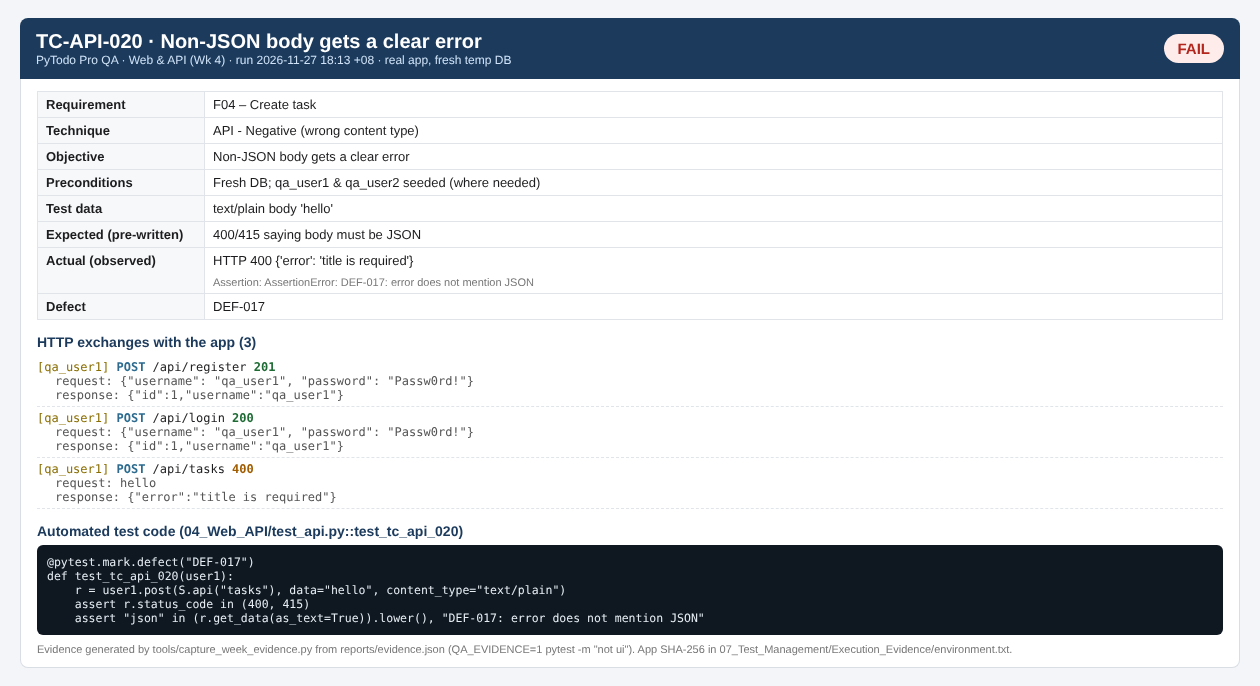 TC-API-020 · Non-JSON body gets a clear error
PyTodo Pro QA · Web & API (Wk 4) · run 2026-11-27 18:13 +08 · real app, fresh temp DB
FAIL
Requirement F04 – Create task
Technique API - Negative (wrong content type)
Objective Non-JSON body gets a clear error
Preconditions Fresh DB; qa_user1 & qa_user2 seeded (where needed)
Test data text/plain body 'hello'
Expected (pre-written) 400/415 saying body must be JSON
Actual (observed) HTTP 400 {'error': 'title is required'}
Assertion: AssertionError: DEF-017: error does not mention JSON
Defect DEF-017
HTTP exchanges with the app (3)
[qa_user1] POST /api/register 201
request: {"username": "qa_user1", "password": "Passw0rd!"}
response: {"id":1,"username":"qa_user1"}
[qa_user1] POST /api/login 200
request: {"username": "qa_user1", "password": "Passw0rd!"}
response: {"id":1,"username":"qa_user1"}
[qa_user1] POST /api/tasks 400
request: hello
response: {"error":"title is required"}
Automated test code (04_Web_API/test_api.py::test_tc_api_020)
@pytest.mark.defect("DEF-017")
def test_tc_api_020(user1):
    r = user1.post(S.api("tasks"), data="hello", content_type="text/plain")
    assert r.status_code in (400, 415)
    assert "json" in (r.get_data(as_text=True)).lower(), "DEF-017: error does not mention JSON"
Evidence generated by tools/capture_week_evidence.py from reports/evidence.json (QA_EVIDENCE=1 pytest -m "not ui"). App SHA-256 in 07_Test_Management/Execution_Evidence/environment.txt.